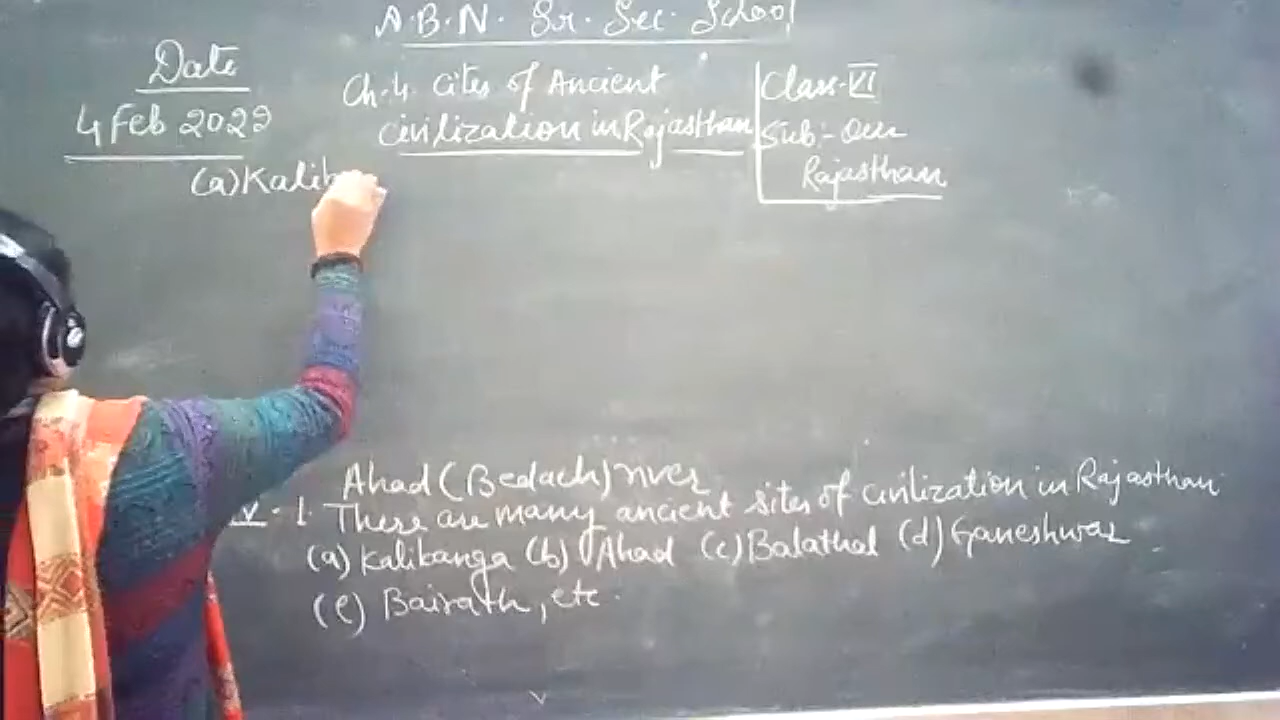 A.B.N. Sr. Sec. School
Date
4 Feb 2022
Ch.4. Cites of Ancient
civilization in Rajasthan
Class-VI
Sub:- Our
Rajasthan
(a) Kalib
Ahad (Bedach) river
IV. 1. There are many ancient sites of civilization in Rajasthan
(a) Kalibanga (b) Ahad (c) Balathal (d) Ganeshwar
(e) Bairath, etc.